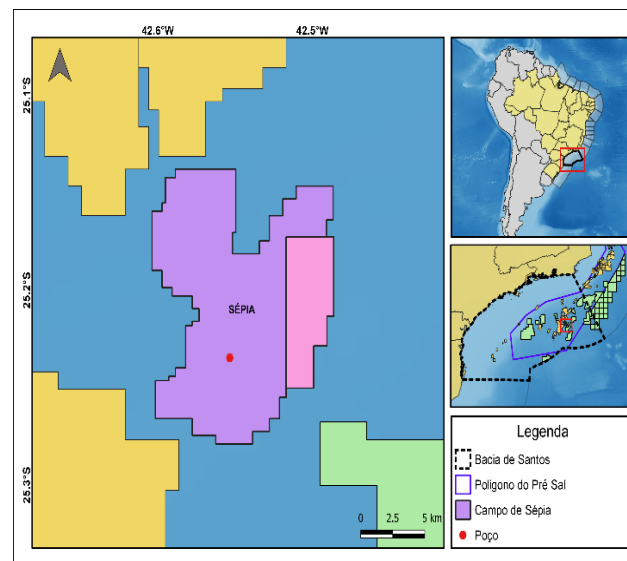 42.6°W 42.5°W
25.1°S
25.2°S
25.3°S
SÉPIA
0 2.5 5 km
Legenda
Bacia de Santos
Polígono do Pré Sal
Campo de Sépia
Poço